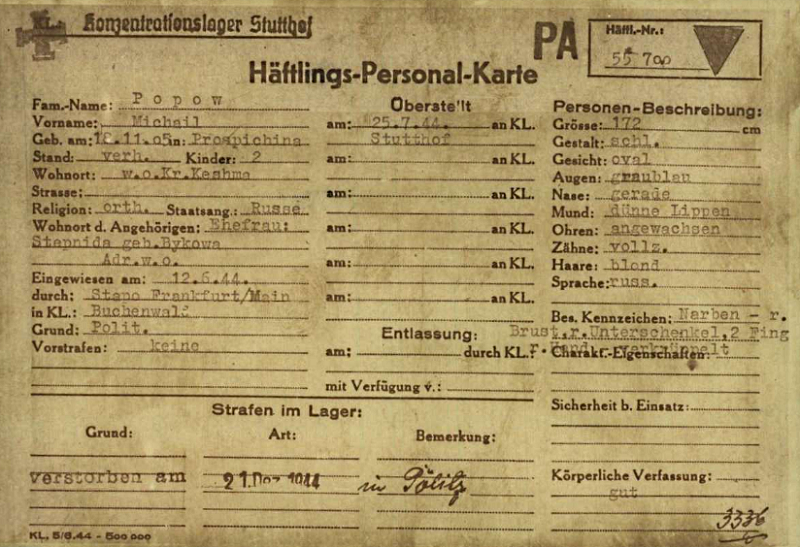 KL.: Konzentrationslager Stutthof
PA
Häftl.-Nr.:
55 700
Häftlings-Personal-Karte
Fam.-Name: Popow
Vorname: Michail
Geb. am: 18.11.05 in: Prospichina
Stand: verh. Kinder: 2
Wohnort: w.o.Kr.Keshma
Strasse:
Religion: orth. Staatsang.: Russe
Wohnort d. Angehörigen: Ehefrau:
Stepnida geb.Bykowa
Adr.w.o.
Eingewiesen am: 12.6.44.
durch: Stapo Frankfurt/Main
in KL.: Buchenwald
Grund: Polit.
Vorstrafen: keine
Überstellt
am: 25.7.44. an KL.
Stutthof
am: an KL.
am: an KL.
am: an KL.
am: an KL.
Entlassung:
am: durch KL.:
mit Verfügung v.:
Personen-Beschreibung:
Grösse: 172 cm
Gestalt: schl.
Gesicht: oval
Augen: graublau
Nase: gerade
Mund: dünne Lippen
Ohren: angewachsen
Zähne: vollz.
Haare: blond
Sprache: russ.
Bes. Kennzeichen: Narben - r.
Brust,r.Unterschenkel,2 Fing
r.Hand verkrüppelt
Charakt.-Eigenschaften:
Sicherheit b. Einsatz:
Körperliche Verfassung:
gut
3336
Strafen im Lager:
Grund: Art: Bemerkung:
verstorben am 21.Dez.1944 in Pölitz
KL. 5/6.44 - 500 000